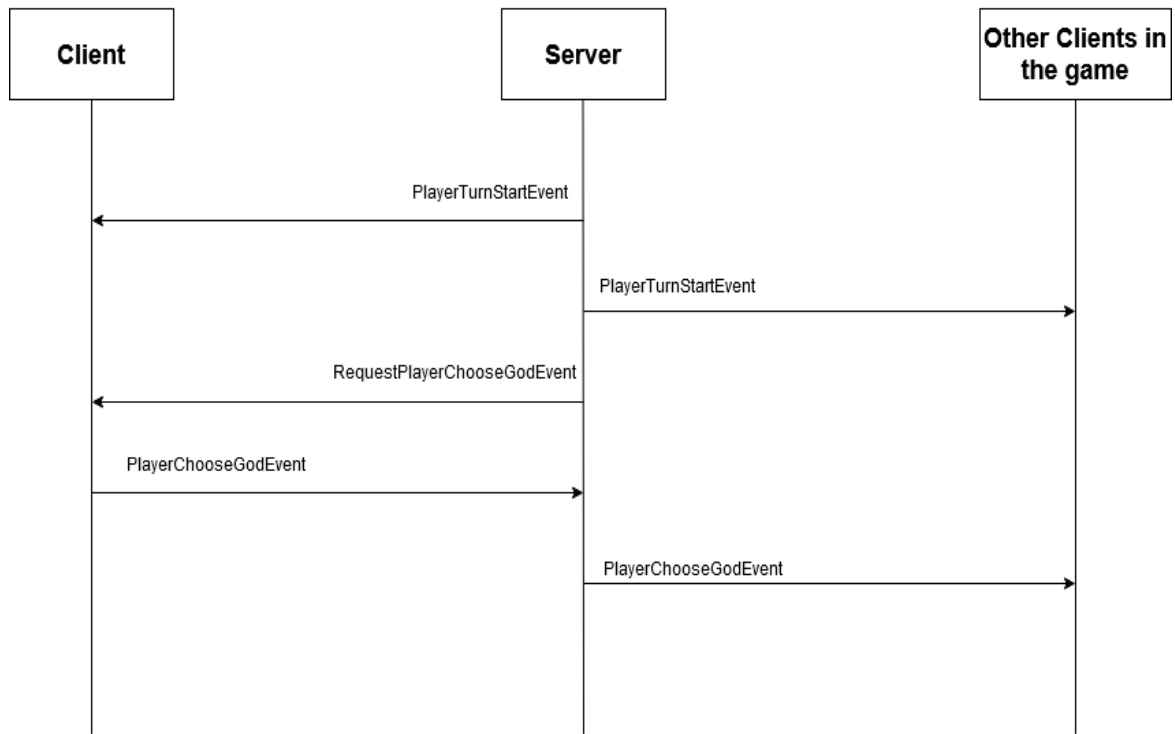 Client
Server
Other Clients in
the game
PlayerTurnStartEvent
PlayerTurnStartEvent
RequestPlayerChooseGodEvent
PlayerChooseGodEvent
PlayerChooseGodEvent